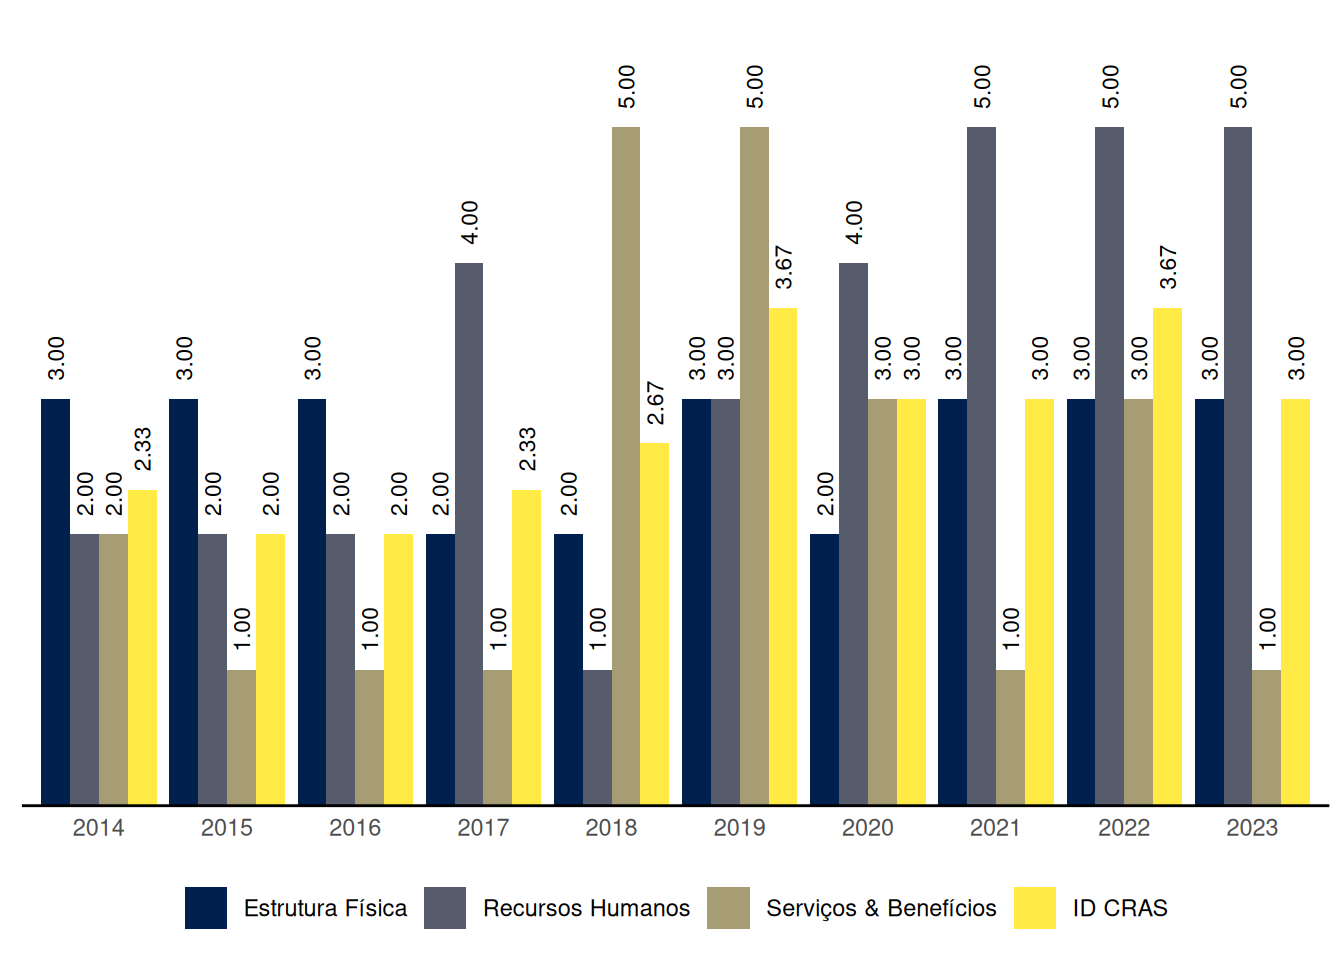 3.00 2.00 2.00 2.33 3.00 2.00 1.00 2.00 3.00 2.00 1.00 2.00 2.00 4.00 1.00 2.33 2.00 1.00 5.00 2.67 3.00 3.00 5.00 3.67 2.00 4.00 3.00 3.00 3.00 5.00 1.00 3.00 3.00 5.00 3.00 3.67 3.00 5.00 1.00 3.00
2014 2015 2016 2017 2018 2019 2020 2021 2022 2023
Estrutura Física Recursos Humanos Serviços & Benefícios ID CRAS